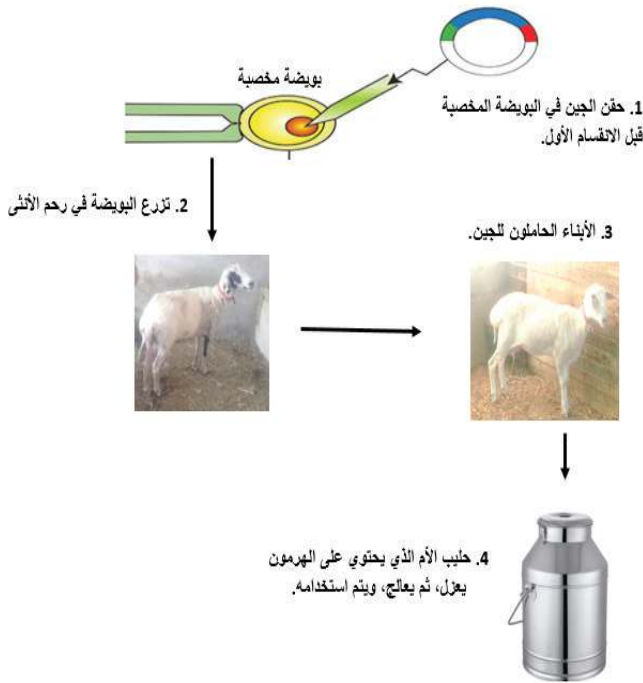 بويضة مخصبة
1. حقن الجين في البويضة المخصبة
قبل الانقسام الأول.
2. تزرع البويضة في رحم الأنثى
3. الأبناء الحاملون للجين.
4. حليب الأم الذي يحتوي على الهرمون
يعزل، ثم يعالج، ويتم استخدامه.